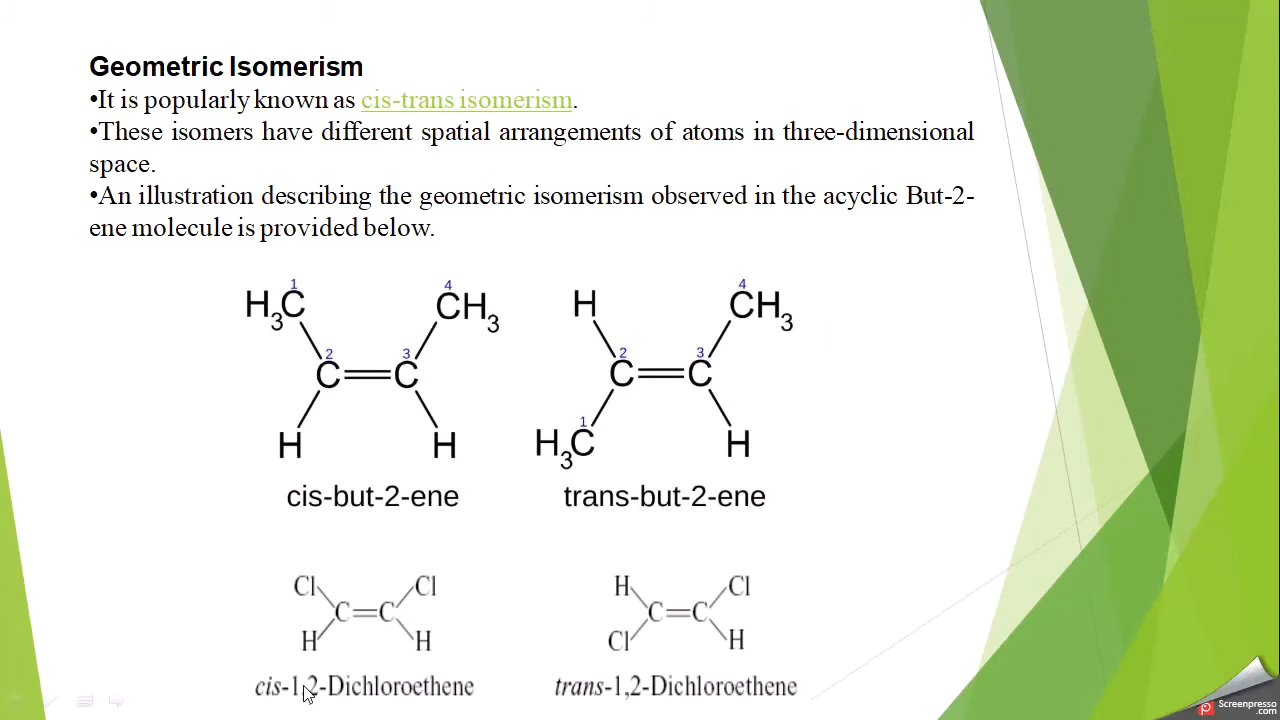 Geometric Isomerism
•It is popularly known as cis-trans isomerism.
•These isomers have different spatial arrangements of atoms in three-dimensional
space.
•An illustration describing the geometric isomerism observed in the acyclic But-2-
ene molecule is provided below.
1 4 4
H3C CH3 H CH3
2 3 2 3
C C C C
1
H H H3C H
cis-but-2-ene trans-but-2-ene
Cl Cl H Cl
C=C C=C
H H Cl H
cis-1,2-Dichloroethene trans-1,2-Dichloroethene
Screenpresso
.com